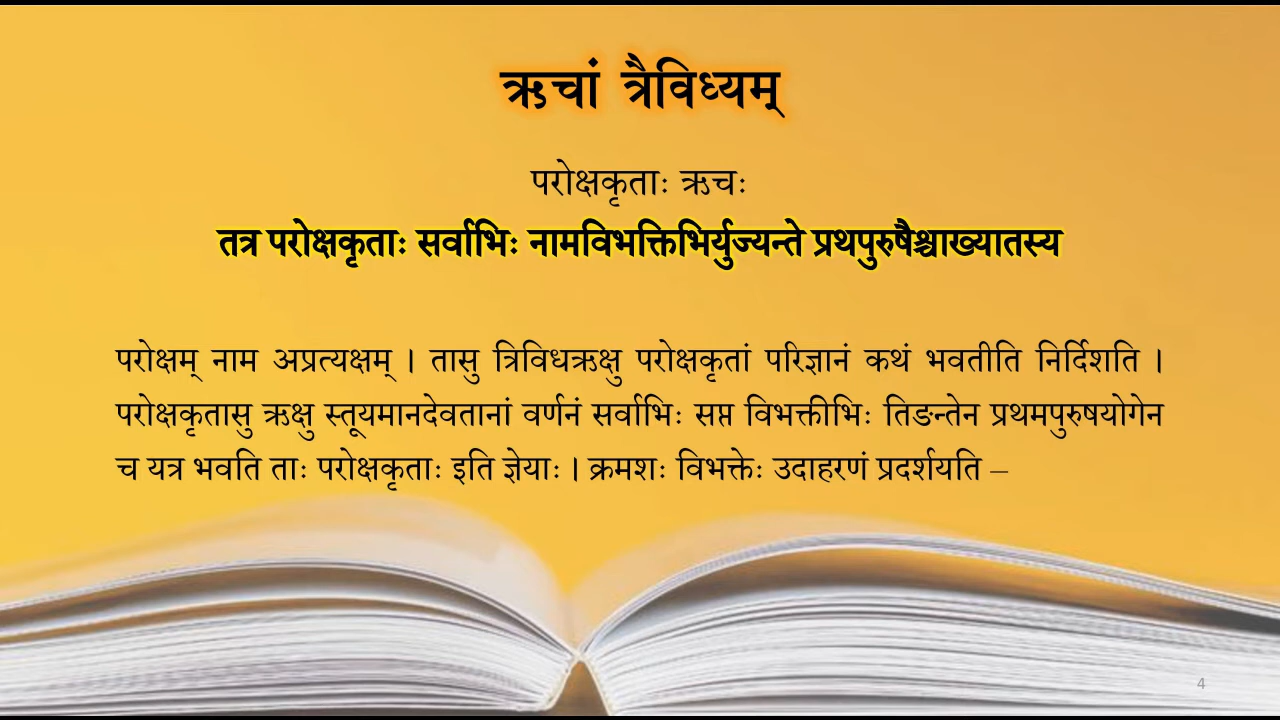 ऋचां त्रैविध्यम्
परोक्षकृताः ऋचः
तत्र परोक्षकृताः सर्वाभिः नामविभक्तिभिर्युज्यन्ते प्रथपुरुषैश्चाख्यातस्य
परोक्षम् नाम अप्रत्यक्षम् । तासु त्रिविधऋक्षु परोक्षकृतां परिज्ञानं कथं भवतीति निर्दिशति ।
परोक्षकृतासु ऋक्षु स्तूयमानदेवतानां वर्णनं सर्वाभिः सप्त विभक्तीभिः तिङन्तेन प्रथमपुरुषयोगेन
च यत्र भवति ताः परोक्षकृताः इति ज्ञेयाः । क्रमशः विभक्तेः उदाहरणं प्रदर्शयति –
4